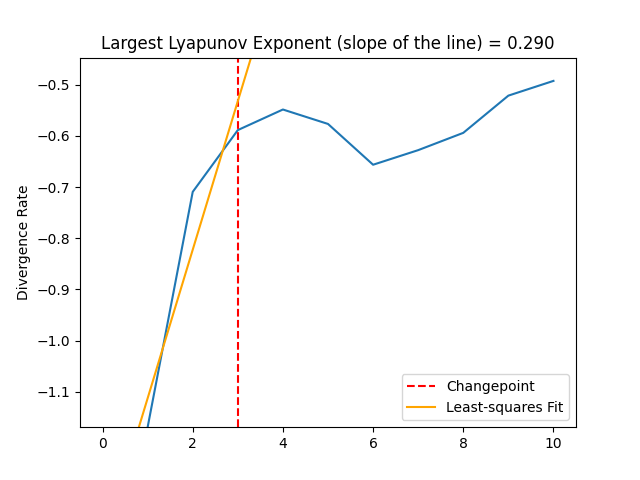 Largest Lyapunov Exponent (slope of the line) = 0.290
Divergence Rate
−0.5
−0.6
−0.7
−0.8
−0.9
−1.0
−1.1
0 2 4 6 8 10
Changepoint
Least-squares Fit